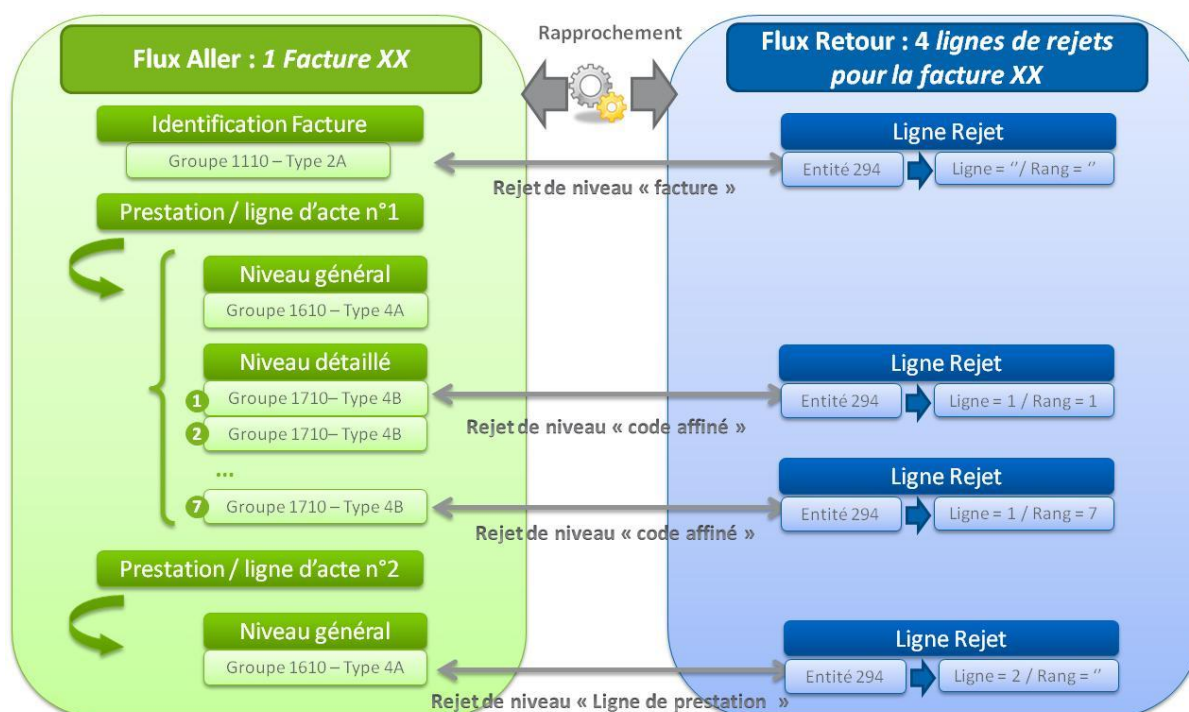 Flux Aller : 1 Facture XX
Rapprochement
Flux Retour : 4 lignes de rejets
pour la facture XX
Identification Facture
Groupe 1110 – Type 2A
Rejet de niveau « facture »
Ligne Rejet
Entité 294
Ligne = ‘’/ Rang = ‘’
Prestation / ligne d’acte n°1
Niveau général
Groupe 1610 – Type 4A
Niveau détaillé
1
Groupe 1710– Type 4B
2
Groupe 1710– Type 4B
...
7
Groupe 1710 – Type 4B
Rejet de niveau « code affiné »
Ligne Rejet
Entité 294
Ligne = 1 / Rang = 1
Rejet de niveau « code affiné »
Ligne Rejet
Entité 294
Ligne = 1 / Rang = 7
Prestation / ligne d’acte n°2
Niveau général
Groupe 1610 – Type 4A
Rejet de niveau « Ligne de prestation »
Ligne Rejet
Entité 294
Ligne = 2 / Rang = ‘’